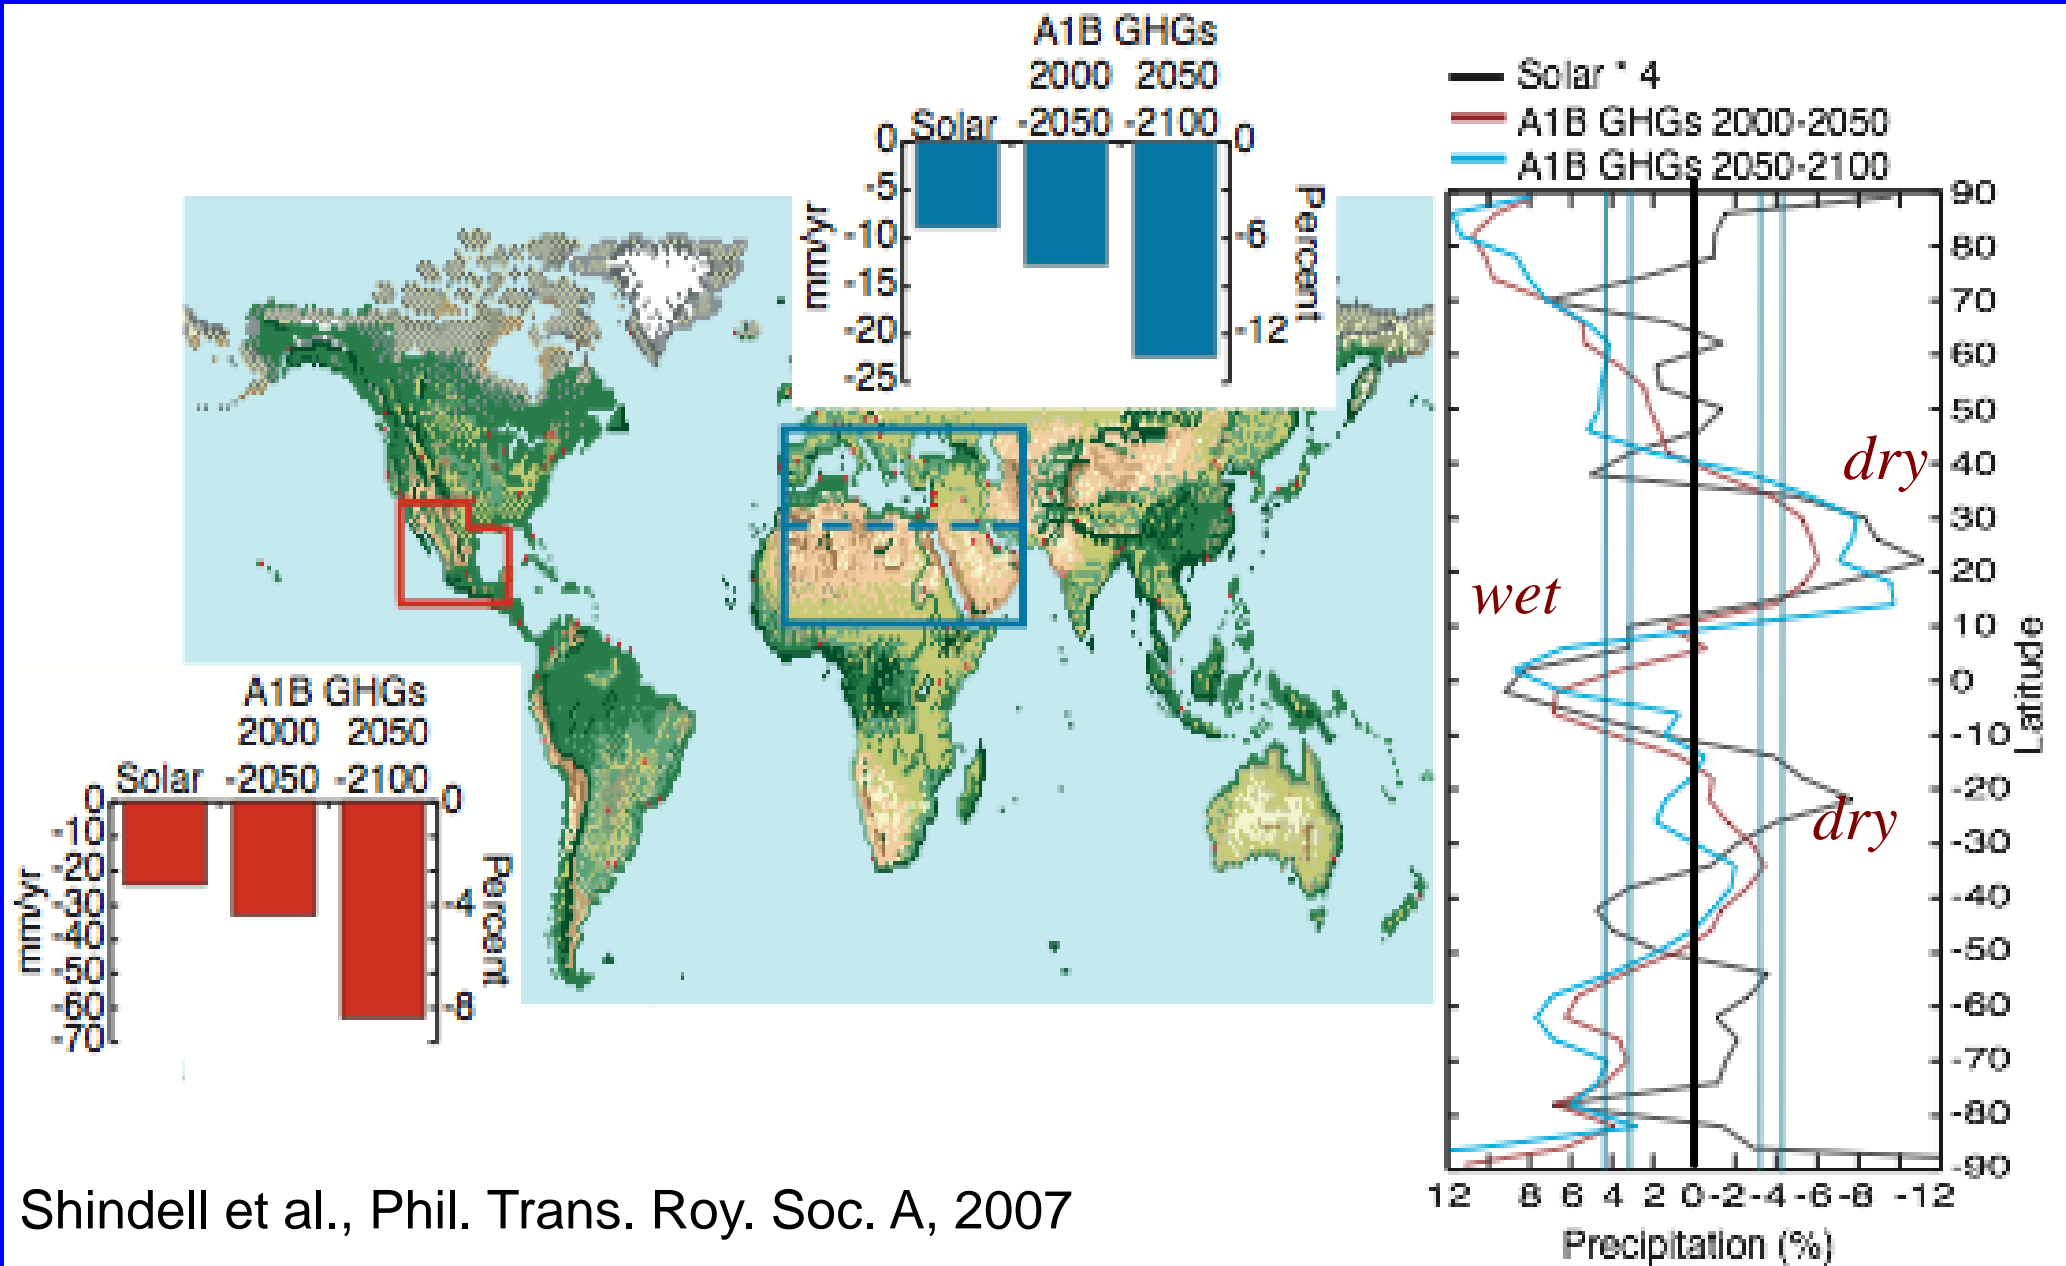 A1B GHGs
2000 2050
Solar -2050 -2100
0
-5
-10
-15
-20
-25
mm/yr
0
-6
-12
Percent
A1B GHGs
2000 2050
Solar -2050 -2100
0
-10
-20
-30
-40
-50
-60
-70
mm/yr
0
-4
-8
Percent
Solar * 4
A1B GHGs 2000-2050
A1B GHGs 2050-2100
90
80
70
60
50
40
30
20
10
0
-10
-20
-30
-40
-50
-60
-70
-80
-90
Latitude
dry
wet
dry
12 8 6 4 2 0 -2 -4 -6 -8 -12
Precipitation (%)
Shindell et al., Phil. Trans. Roy. Soc. A, 2007